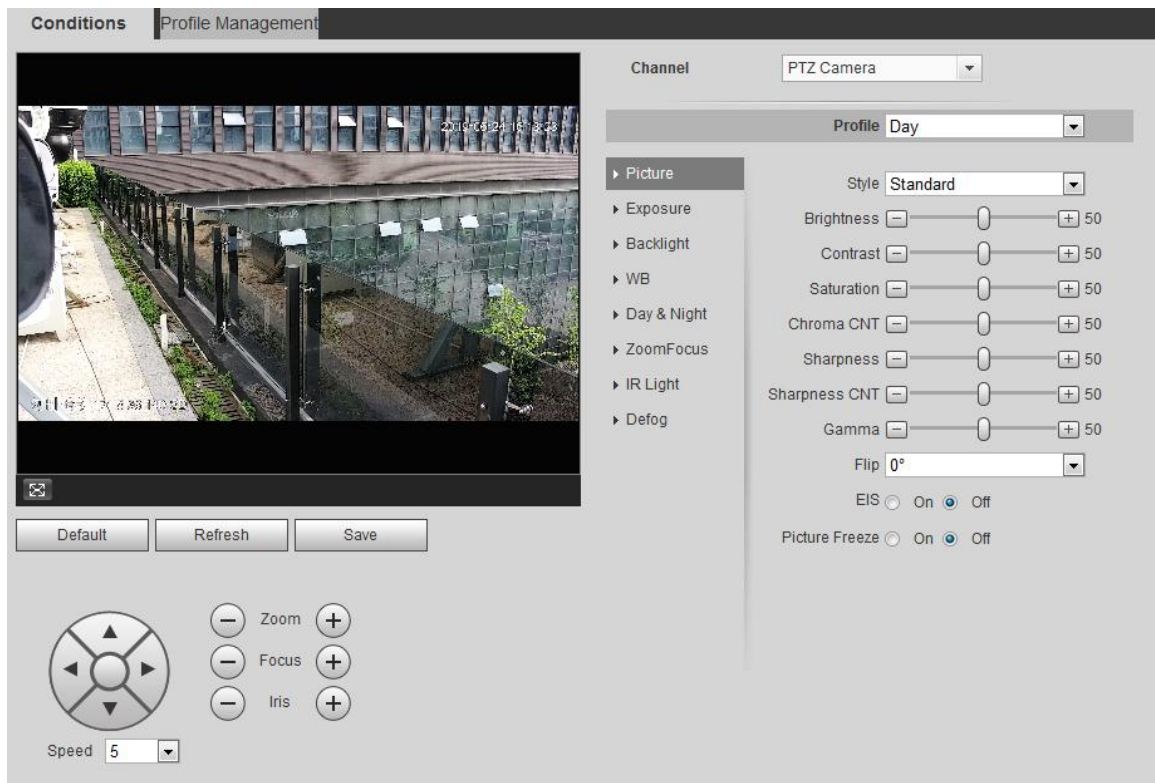 Conditions
Profile Management
Channel
PTZ Camera
Profile
Day
Picture
Exposure
Backlight
WB
Day & Night
ZoomFocus
IR Light
Defog
Style
Standard
Brightness
50
Contrast
50
Saturation
50
Chroma CNT
50
Sharpness
50
Sharpness CNT
50
Gamma
50
Flip
0°
EIS
On
Off
Picture Freeze
On
Off
Default
Refresh
Save
Zoom
Focus
Iris
Speed
5